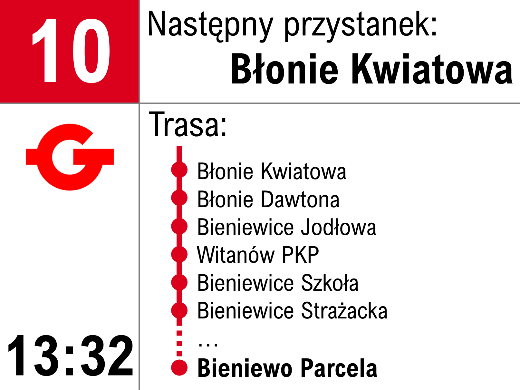 10
Następny przystanek:
Błonie Kwiatowa
Trasa:
Błonie Kwiatowa
Błonie Dawtona
Bieniewice Jodłowa
Witanów PKP
Bieniewice Szkoła
Bieniewice Strażacka
...
Bieniewo Parcela
13:32